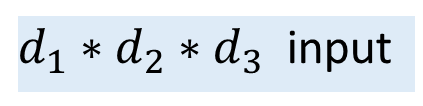 d₁ * d₂ * d₃ input